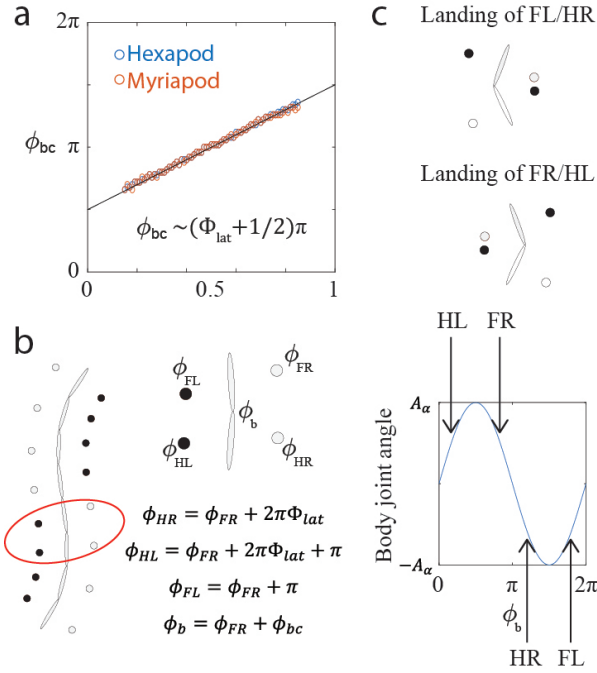 a
2π
Hexapod
Myriapod
ϕbc
π
ϕbc ~(Φlat+1/2)π
0
0
0.5
1
b
ϕFL
ϕFR
ϕb
ϕHL
ϕHR
ϕHR = ϕFR + 2πΦlat
ϕHL = ϕFR + 2πΦlat + π
ϕFL = ϕFR + π
ϕb = ϕFR + ϕbc
c
Landing of FL/HR
Landing of FR/HL
HL FR
Aα
Body joint angle
-Aα
0
π
2π
ϕb
HR FL